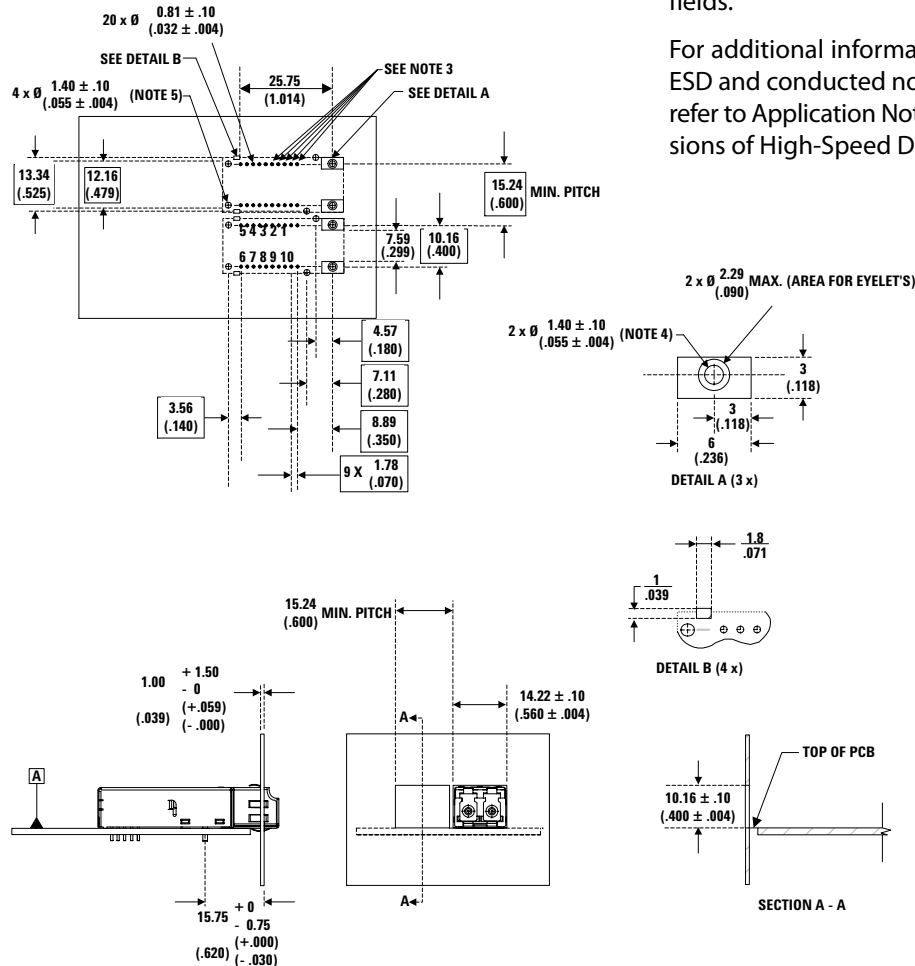 fields.
For additional informa
ESD and conducted no
refer to Application Not
sions of High-Speed D
20 x Ø 0.81 ± .10
(.032 ± .004)
SEE DETAIL B
4 x Ø 1.40 ± .10
(.055 ± .004)
(NOTE 5)
25.75
(1.014)
SEE NOTE 3
SEE DETAIL A
13.34
(.525)
12.16
(.479)
15.24
(.600)
MIN. PITCH
5 4 3 2 1
7.59
(.299)
10.16
(.400)
6 7 8 9 10
4.57
(.180)
7.11
(.280)
3.56
(.140)
8.89
(.350)
9 X 1.78
(.070)
2 x Ø 2.29 MAX. (AREA FOR EYELET'S)
(.090)
2 x Ø 1.40 ± .10 (NOTE 4)
(.055 ± .004)
3
(.118)
3
(.118)
6
(.236)
DETAIL A (3 x)
1.8
.071
1
.039
DETAIL B (4 x)
15.24
(.600)
MIN. PITCH
1.00 + 1.50
- 0
(.039) (+.059)
(- .000)
14.22 ± .10
(.560 ± .004)
A
A
A
15.75 + 0
- 0.75
(.620) (+.000)
(- .030)
TOP OF PCB
10.16 ± .10
(.400 ± .004)
SECTION A - A